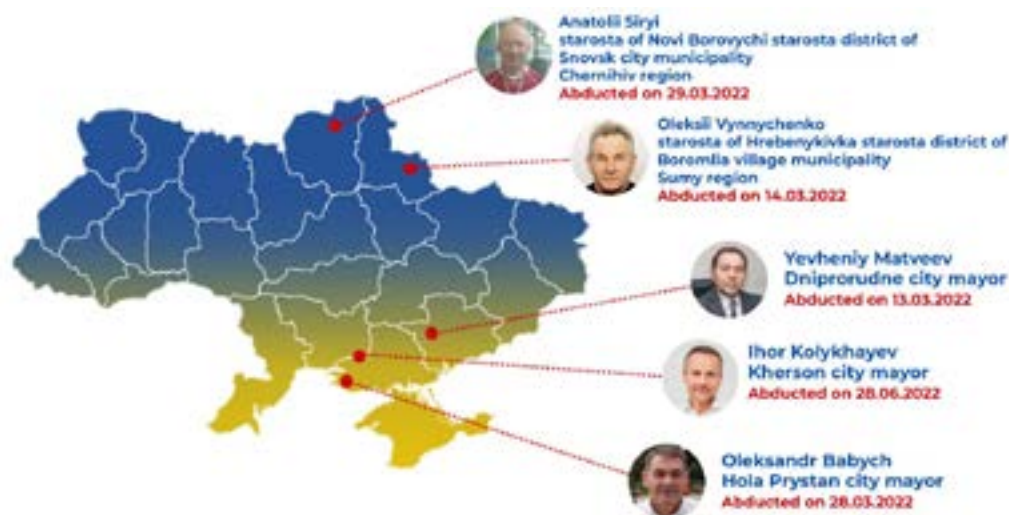 Anatolii Siryi
starosta of Novi Borovychi starosta district of
Snovsk city municipality
Chernihiv region
Abducted on 29.03.2022
Oleksii Vynnychenko
starosta of Hrebenykivka starosta district of
Boromlia village municipality
Sumy region
Abducted on 14.03.2022
Yevheniy Matveev
Dniprorudne city mayor
Abducted on 13.03.2022
Ihor Kolykhayev
Kherson city mayor
Abducted on 28.06.2022
Oleksandr Babych
Hola Prystan city mayor
Abducted on 28.03.2022